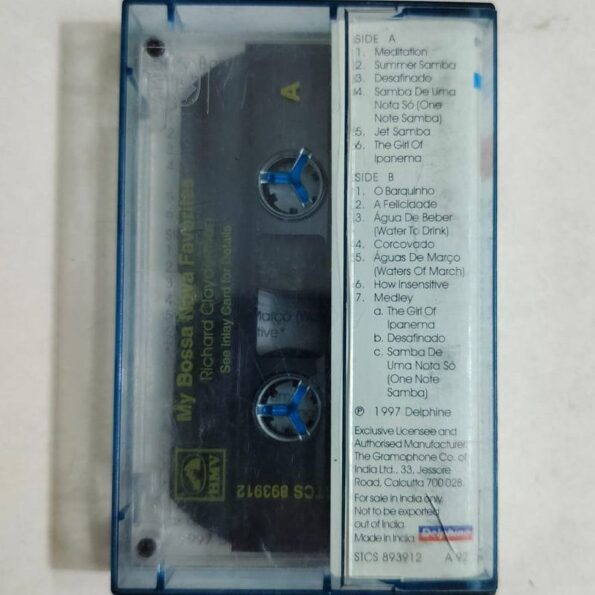 SIDE A
1. Meditation
2. Summer Samba
3. Desafinado
4. Samba De Uma
Nota Só (One
Note Samba)
5. Jet Samba
6. The Girl Of
Ipanema
SIDE B
1. O Barquinho
2. A Felicidade
3. Água De Beber
(Water To Drink)
4. Corcovado
5. Águas De Março
(Waters Of March)
6. How Insensitive
7. Medley
a. The Girl Of
Ipanema
b. Desafinado
c. Samba De
Uma Nota Só
(One Note
Samba)
℗ 1997 Delphine
Exclusive Licensee and
Authorised Manufacturer
The Gramophone Co. of
India Ltd., 33, Jessore
Road, Calcutta 700 028.
For sale in India only
Not to be exported
out of India
Made in India Delphine
STCS 893912 A 92
A
My Bossa Nova Favorites
Richard Clayderman
See Inlay Card for Details
HMV
STCS 893912